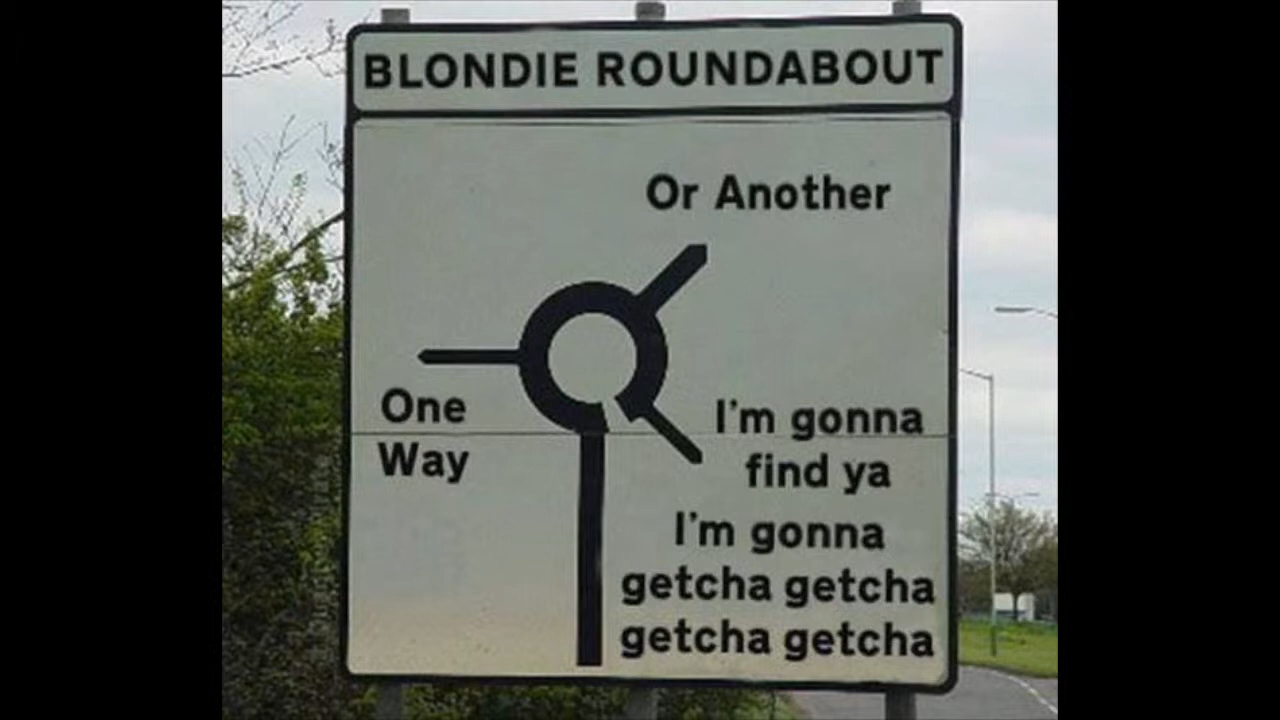 BLONDIE ROUNDABOUT
Or Another
One
Way
I'm gonna
find ya
I'm gonna
getcha getcha
getcha getcha